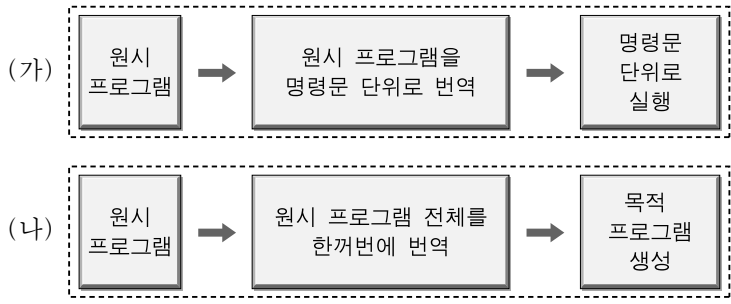 (가)
원시
프로그램
원시 프로그램을
명령문 단위로 번역
명령문
단위로
실행
(나)
원시
프로그램
원시 프로그램 전체를
한꺼번에 번역
목적
프로그램
생성